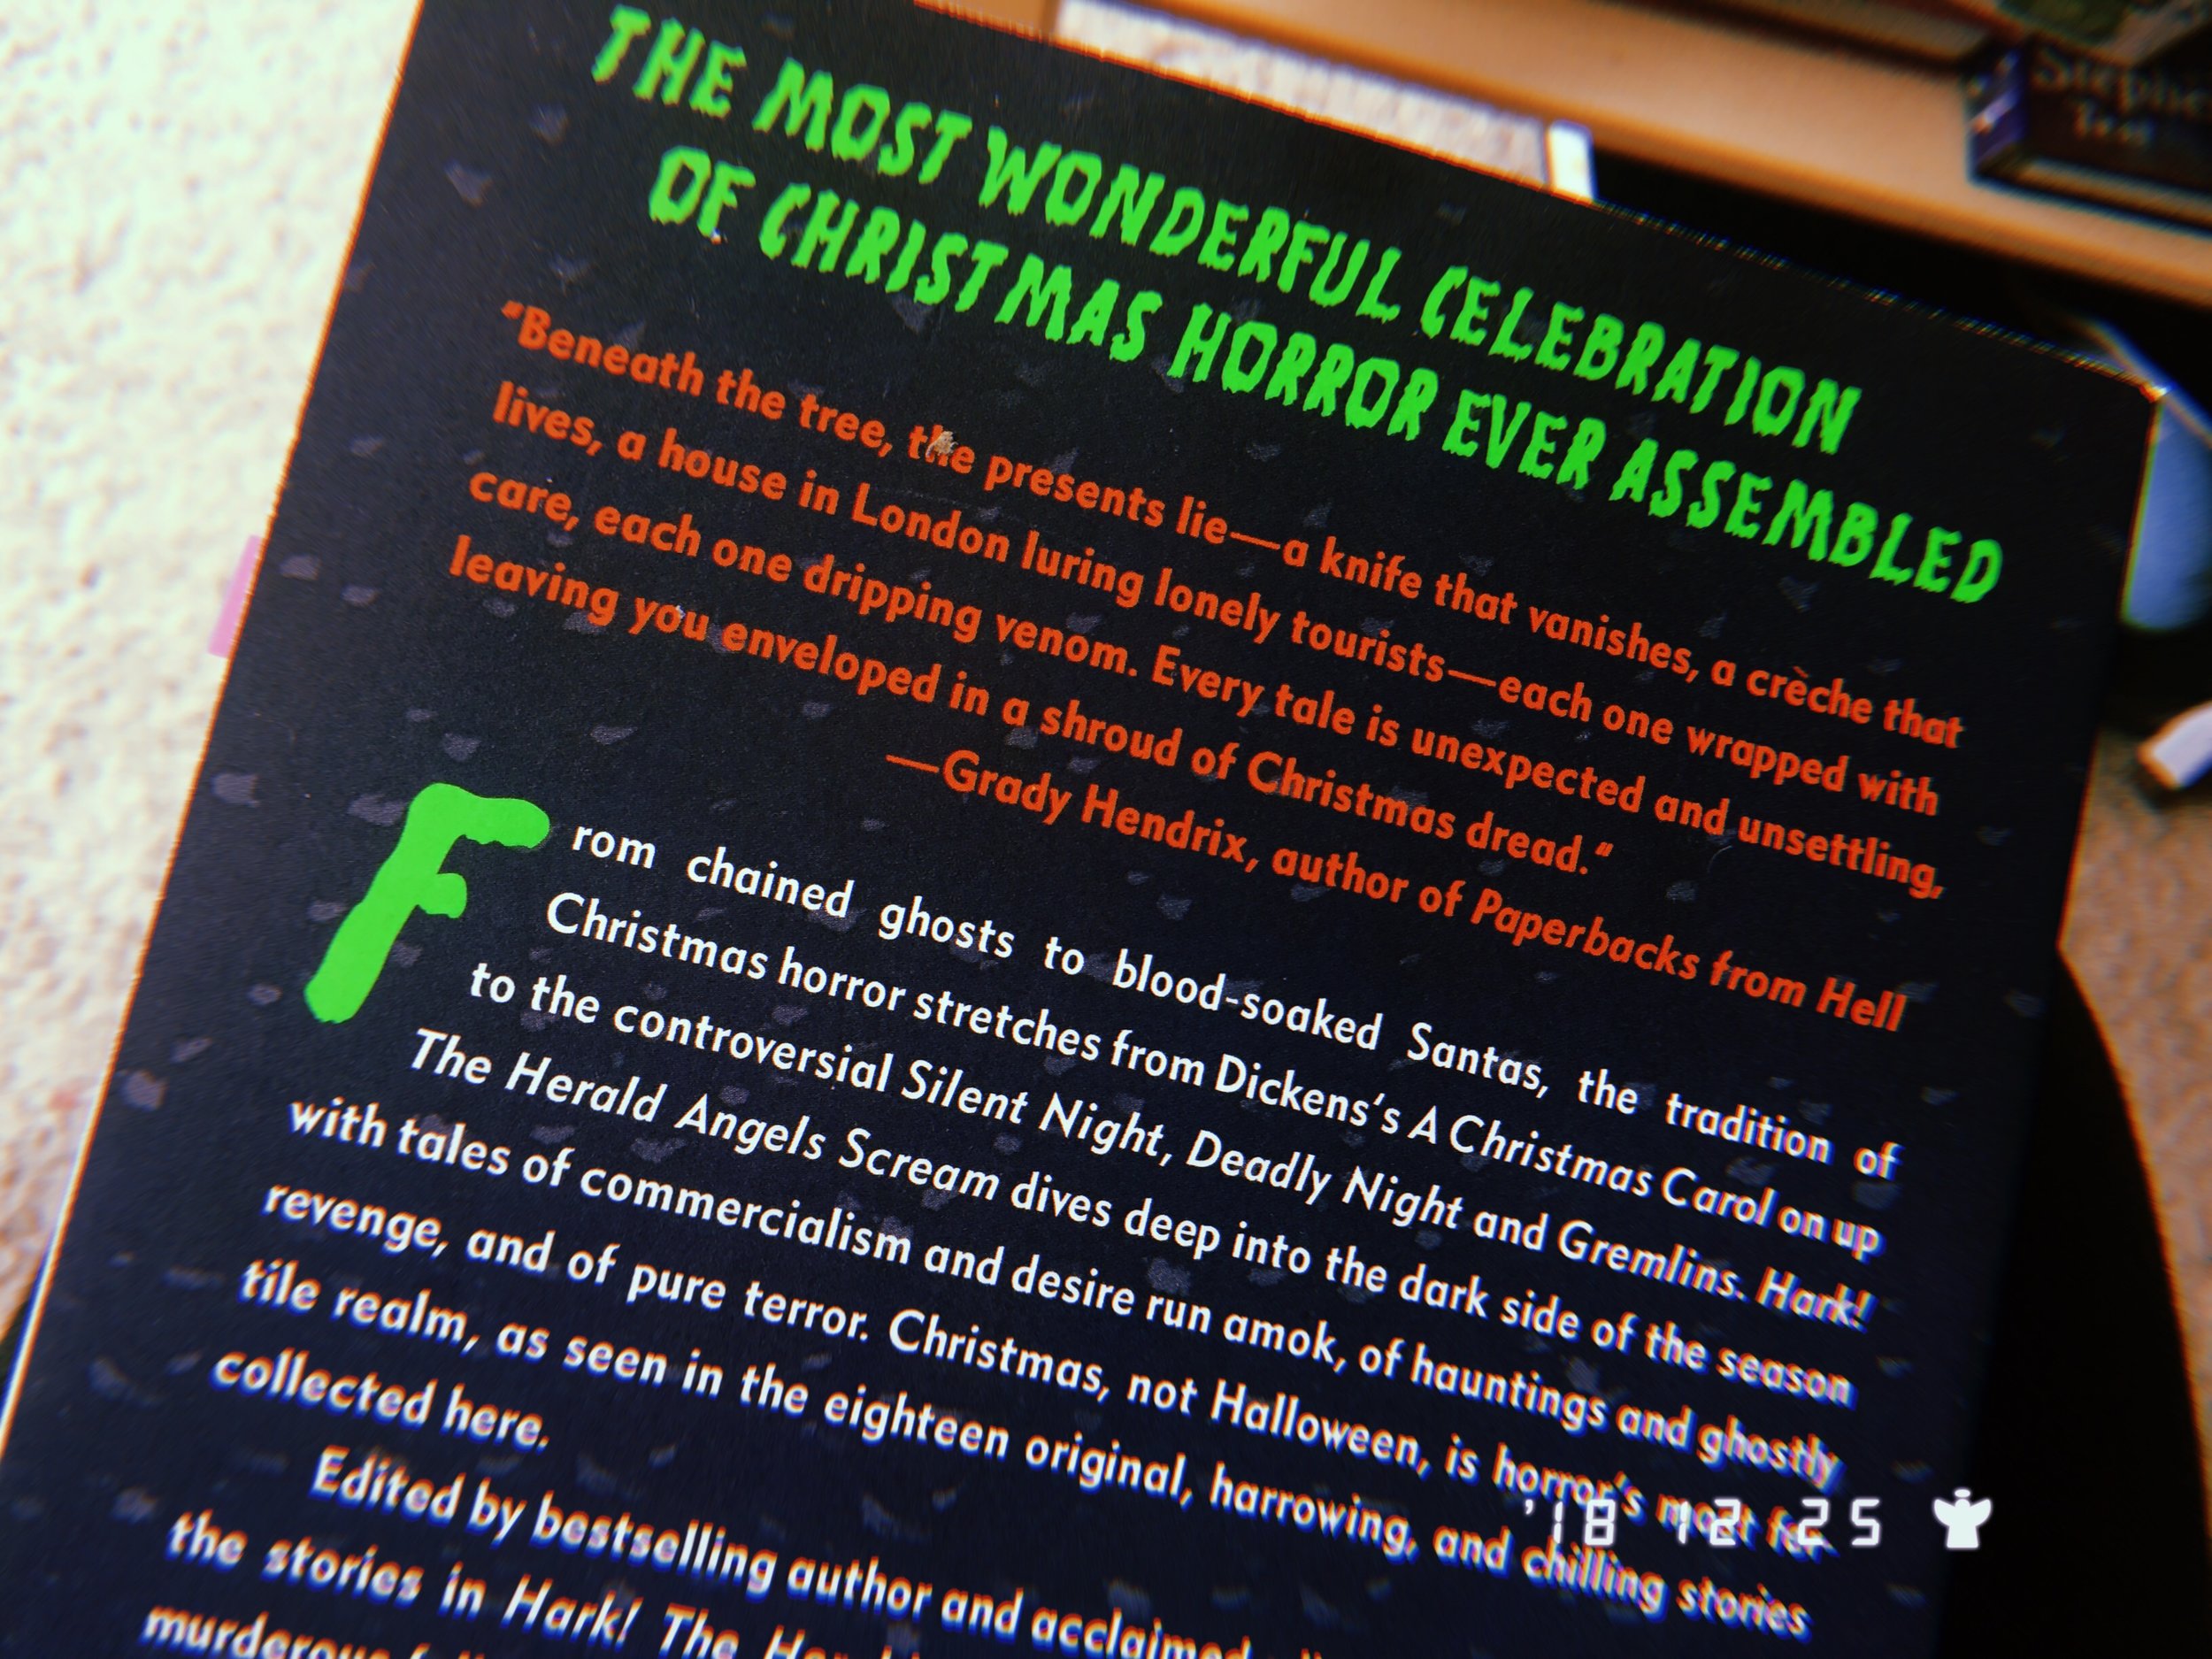 THE MOST WONDERFUL CELEBRATION
OF CHRISTMAS HORROR EVER ASSEMBLED
"Beneath the tree, the presents lie—a knife that vanishes, a crèche that
lives, a house in London luring lonely tourists—each one wrapped with
care, each one dripping venom. Every tale is unexpected and unsettling,
leaving you enveloped in a shroud of Christmas dread."
—Grady Hendrix, author of Paperbacks from Hell
From chained ghosts to blood-soaked Santas, the tradition of
Christmas horror stretches from Dickens's A Christmas Carol on up
to the controversial Silent Night, Deadly Night and Gremlins. Hark!
The Herald Angels Scream dives deep into the dark side of the season
with tales of commercialism and desire run amok, of hauntings and ghostly
revenge, and of pure terror. Christmas, not Halloween, is horror's most fer-
tile realm, as seen in the eighteen original, harrowing, and chilling stories
collected here.
Edited by bestselling author and acclaimed
the stories in Hark! The
murderous
'18 12 25
Stephe